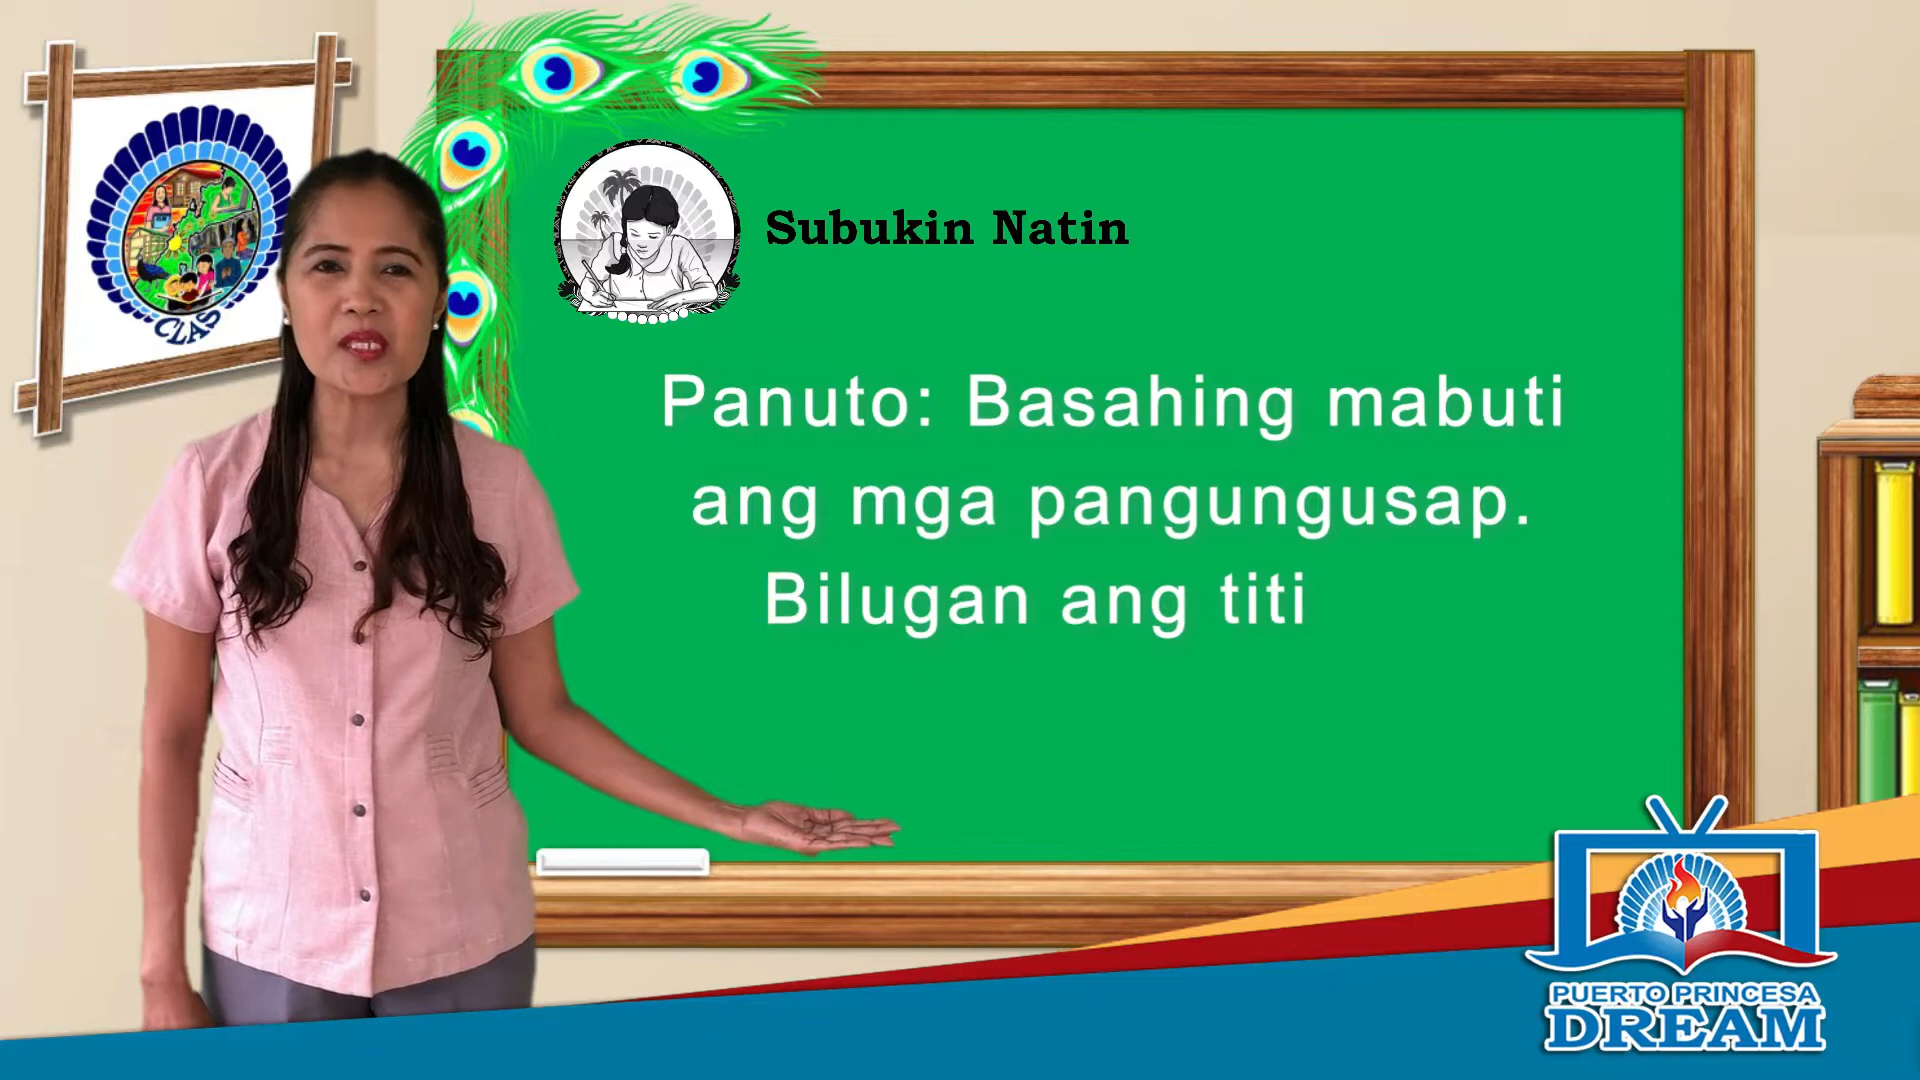 CLAS
Subukin Natin
Panuto: Basahing mabuti
ang mga pangungusap.
Bilugan ang titi
PUERTO PRINCESA
DREAM